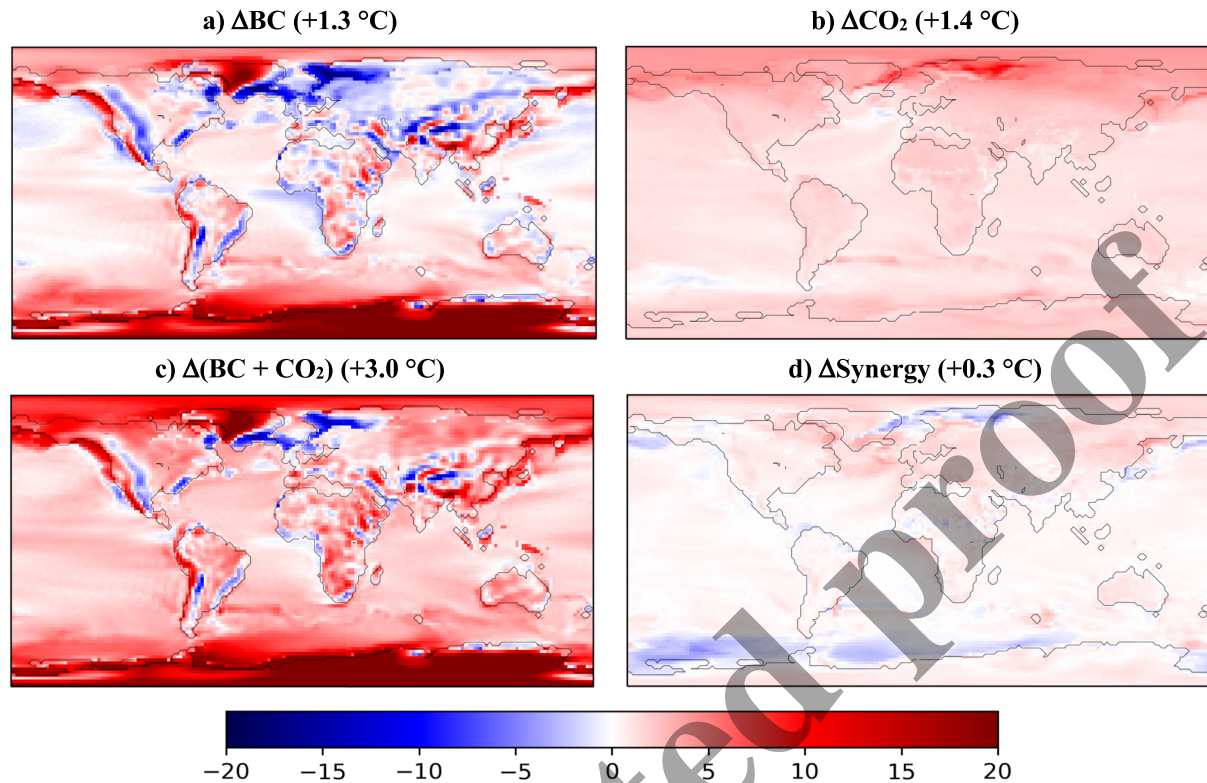 a) ΔBC (+1.3 °C)
b) ΔCO₂ (+1.4 °C)
c) Δ(BC + CO₂) (+3.0 °C)
d) ΔSynergy (+0.3 °C)
−20 −15 −10 −5 0 5 10 15 20
ted proof